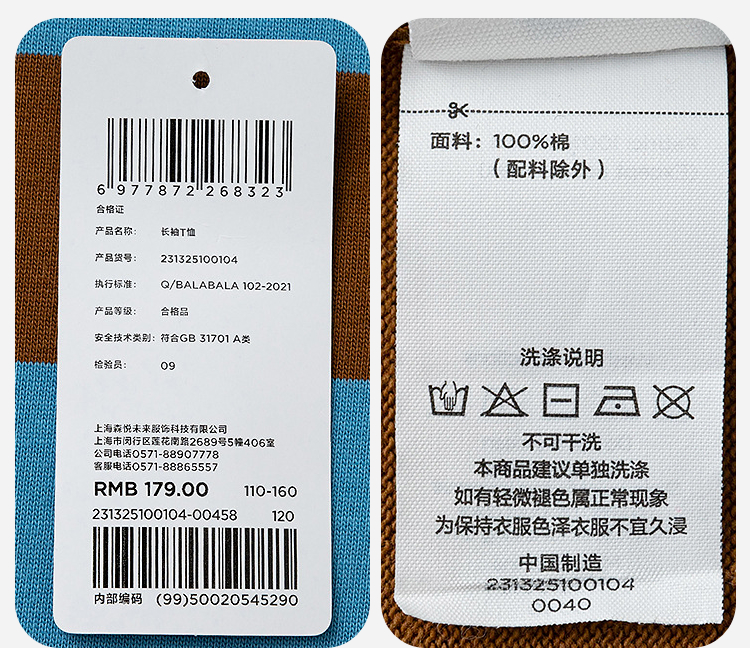 6 977872 268323
合格证
产品名称: 长袖T恤
产品货号: 231325100104
执行标准: Q/BALABALA 102-2021
产品等级: 合格品
安全技术类别: 符合GB 31701 A类
检验员: 09
上海森悦未来服饰科技有限公司
上海市闵行区莲花南路2689号5幢406室
公司电话0571-88907778
客服电话0571-88865557
RMB 179.00 110-160
231325100104-00458 120
内部编码 (99)50020545290
面料: 100%棉
(配料除外)
洗涤说明
不可干洗
本商品建议单独洗涤
如有轻微褪色属正常现象
为保持衣服色泽衣服不宜久浸
中国制造
231325100104
0040